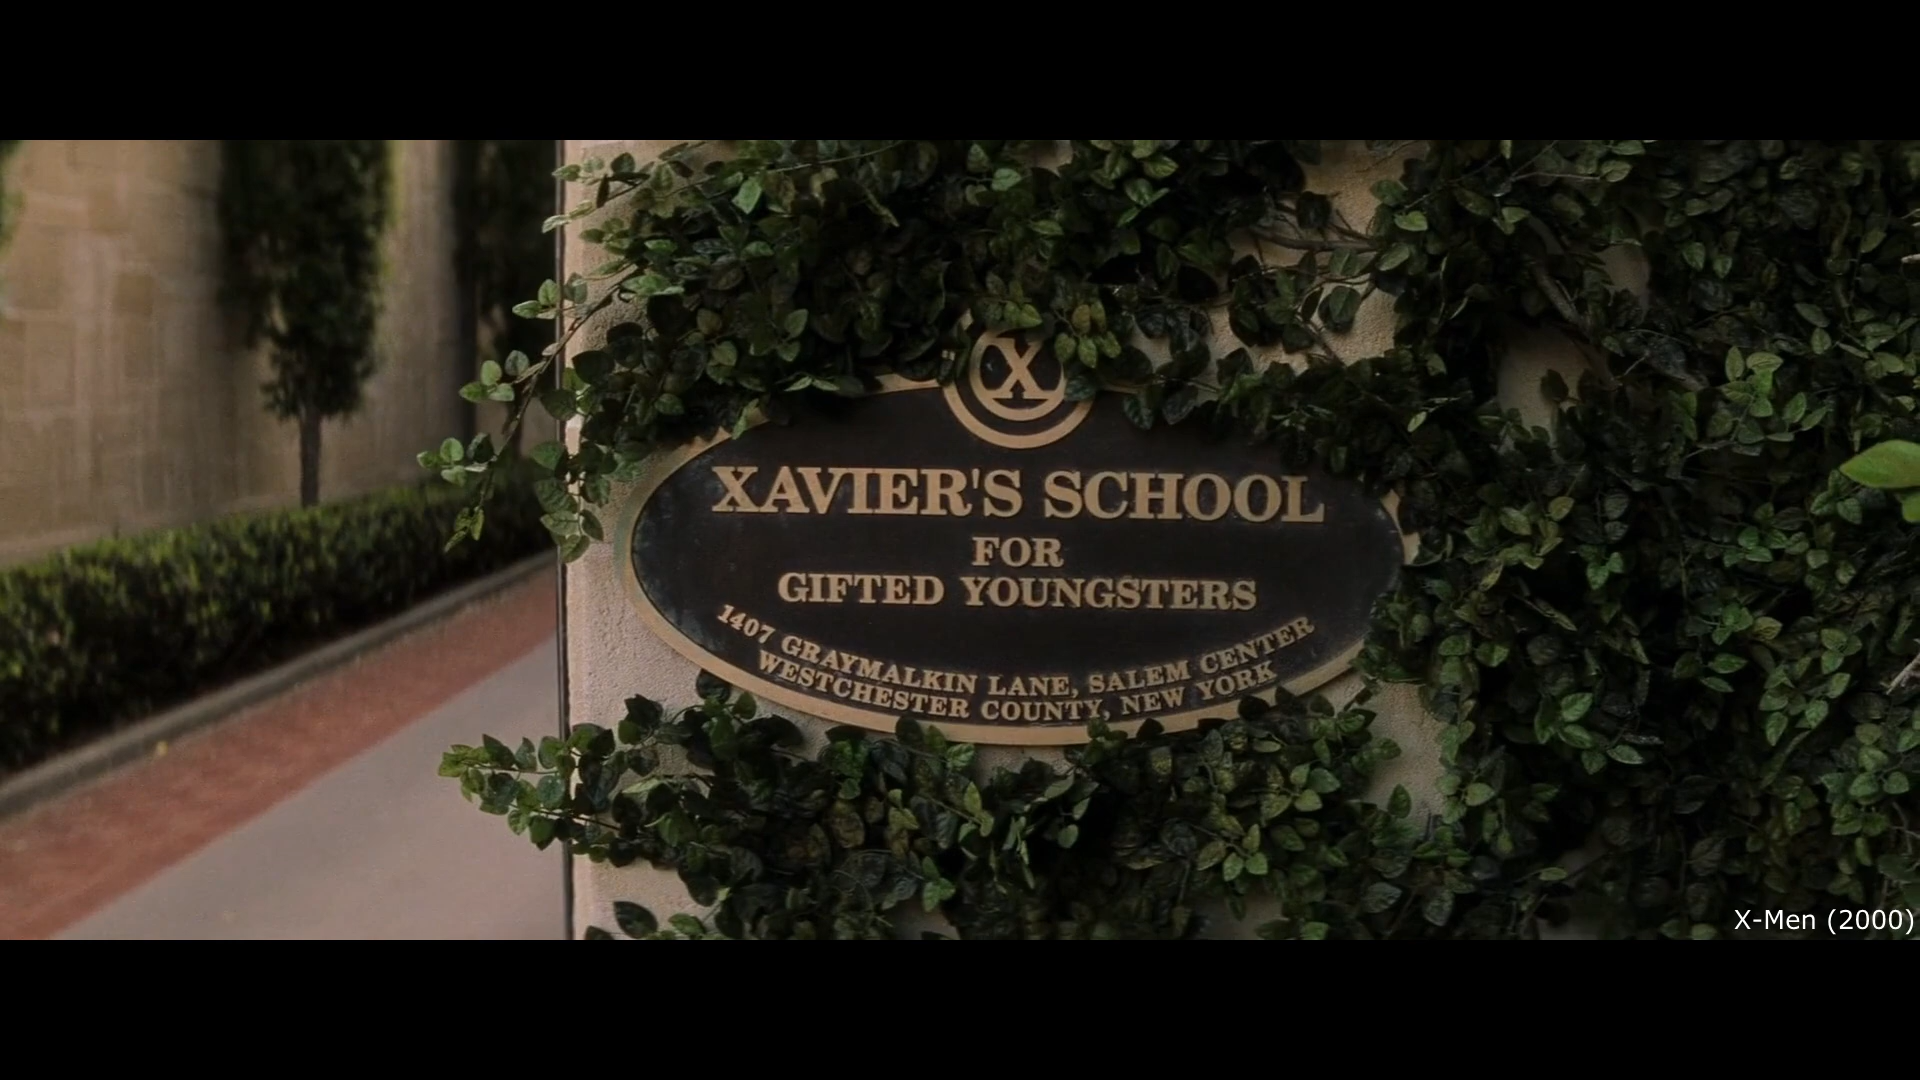 X
XAVIER'S SCHOOL
FOR
GIFTED YOUNGSTERS
1407 GRAYMALKIN LANE, SALEM CENTER
WESTCHESTER COUNTY, NEW YORK
X-Men (2000)